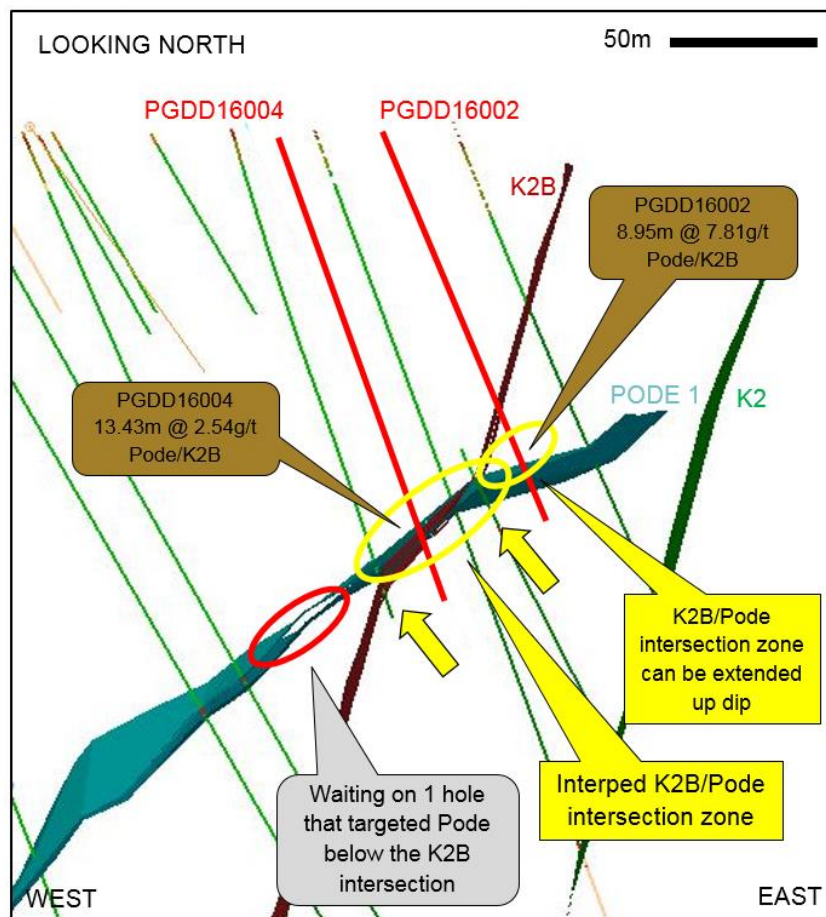 LOOKING NORTH
50m
PGDD16004
PGDD16002
K2B
PGDD16002
8.95m @ 7.81g/t
Pode/K2B
PODE 1
K2
PGDD16004
13.43m @ 2.54g/t
Pode/K2B
K2B/Pode
intersection zone
can be extended
up dip
Interped K2B/Pode
intersection zone
Waiting on 1 hole
that targeted Pode
below the K2B
intersection
WEST
EAST